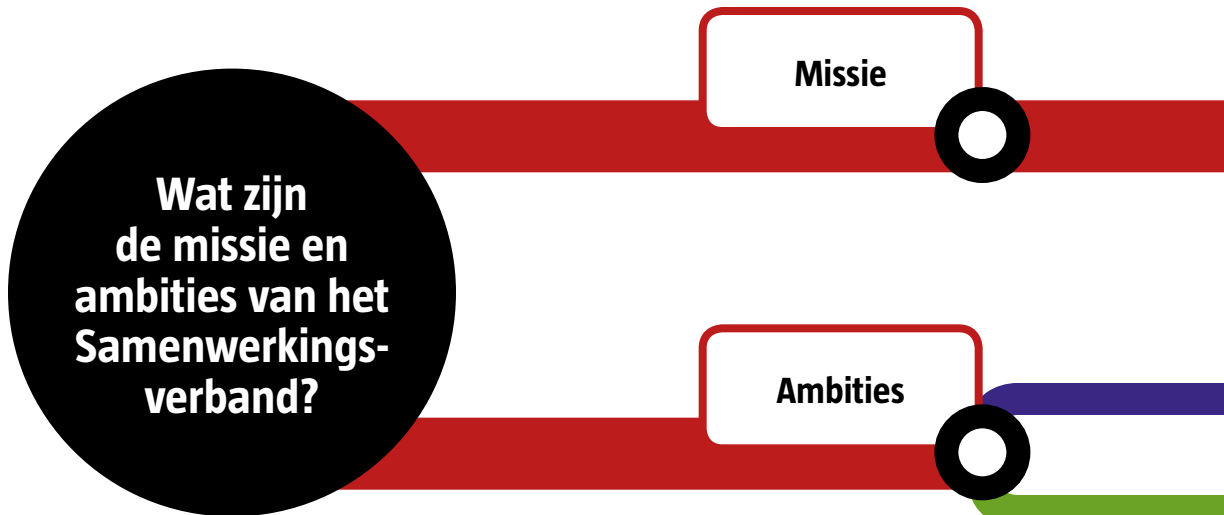 Wat zijn
de missie en
ambities van het
Samenwerkings-
verband?
Missie
Ambities